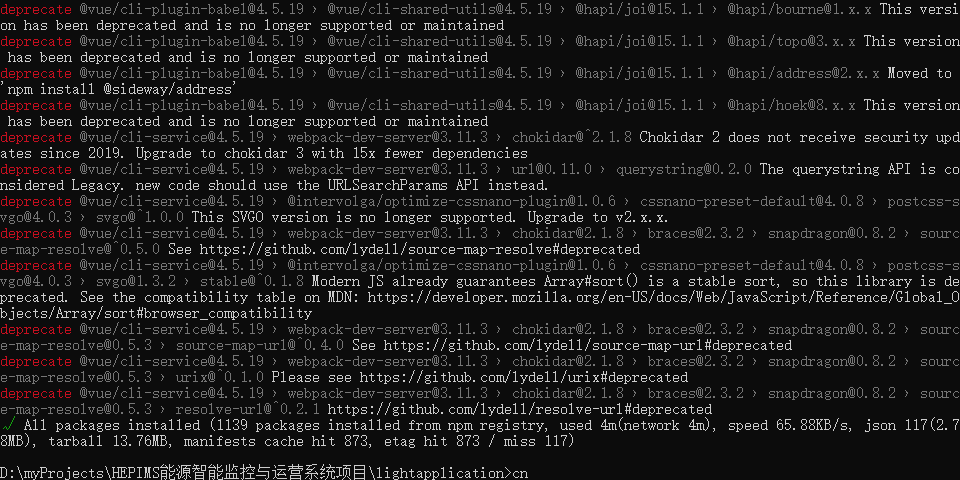 deprecate @vue/cli-plugin-babel@4.5.19 › @vue/cli-shared-utils@4.5.19 › @hapi/joi@15.1.1 › @hapi/bourne@1.x.x This versi
on has been deprecated and is no longer supported or maintained
deprecate @vue/cli-plugin-babel@4.5.19 › @vue/cli-shared-utils@4.5.19 › @hapi/joi@15.1.1 › @hapi/topo@3.x.x This version
 has been deprecated and is no longer supported or maintained
deprecate @vue/cli-plugin-babel@4.5.19 › @vue/cli-shared-utils@4.5.19 › @hapi/joi@15.1.1 › @hapi/address@2.x.x Moved to
'npm install @sideway/address'
deprecate @vue/cli-plugin-babel@4.5.19 › @vue/cli-shared-utils@4.5.19 › @hapi/joi@15.1.1 › @hapi/hoek@8.x.x This version
 has been deprecated and is no longer supported or maintained
deprecate @vue/cli-service@4.5.19 › webpack-dev-server@3.11.3 › chokidar@^2.1.8 Chokidar 2 does not receive security upd
ates since 2019. Upgrade to chokidar 3 with 15x fewer dependencies
deprecate @vue/cli-service@4.5.19 › webpack-dev-server@3.11.3 › url@0.11.0 › querystring@0.2.0 The querystring API is co
nsidered Legacy. new code should use the URLSearchParams API instead.
deprecate @vue/cli-service@4.5.19 › @intervolga/optimize-cssnano-plugin@1.0.6 › cssnano-preset-default@4.0.8 › postcss-s
vgo@4.0.3 › svgo@^1.0.0 This SVGO version is no longer supported. Upgrade to v2.x.x.
deprecate @vue/cli-service@4.5.19 › webpack-dev-server@3.11.3 › chokidar@2.1.8 › braces@2.3.2 › snapdragon@0.8.2 › sourc
e-map-resolve@^0.5.0 See https://github.com/lydell/source-map-resolve#deprecated
deprecate @vue/cli-service@4.5.19 › @intervolga/optimize-cssnano-plugin@1.0.6 › cssnano-preset-default@4.0.8 › postcss-s
vgo@4.0.3 › svgo@1.3.2 › stable@^0.1.8 Modern JS already guarantees Array#sort() is a stable sort, so this library is de
precated. See the compatibility table on MDN: https://developer.mozilla.org/en-US/docs/Web/JavaScript/Reference/Global_O
bjects/Array/sort#browser_compatibility
deprecate @vue/cli-service@4.5.19 › webpack-dev-server@3.11.3 › chokidar@2.1.8 › braces@2.3.2 › snapdragon@0.8.2 › sourc
e-map-resolve@0.5.3 › source-map-url@^0.4.0 See https://github.com/lydell/source-map-url#deprecated
deprecate @vue/cli-service@4.5.19 › webpack-dev-server@3.11.3 › chokidar@2.1.8 › braces@2.3.2 › snapdragon@0.8.2 › sourc
e-map-resolve@0.5.3 › urix@^0.1.0 Please see https://github.com/lydell/urix#deprecated
deprecate @vue/cli-service@4.5.19 › webpack-dev-server@3.11.3 › chokidar@2.1.8 › braces@2.3.2 › snapdragon@0.8.2 › sourc
e-map-resolve@0.5.3 › resolve-url@^0.2.1 https://github.com/lydell/resolve-url#deprecated
√ All packages installed (1139 packages installed from npm registry, used 4m(network 4m), speed 65.88KB/s, json 117(2.7
8MB), tarball 13.76MB, manifests cache hit 873, etag hit 873 / miss 117)
D:\myProjects\HEPIMS能源智能监控与运营系统项目\lightapplication>cn